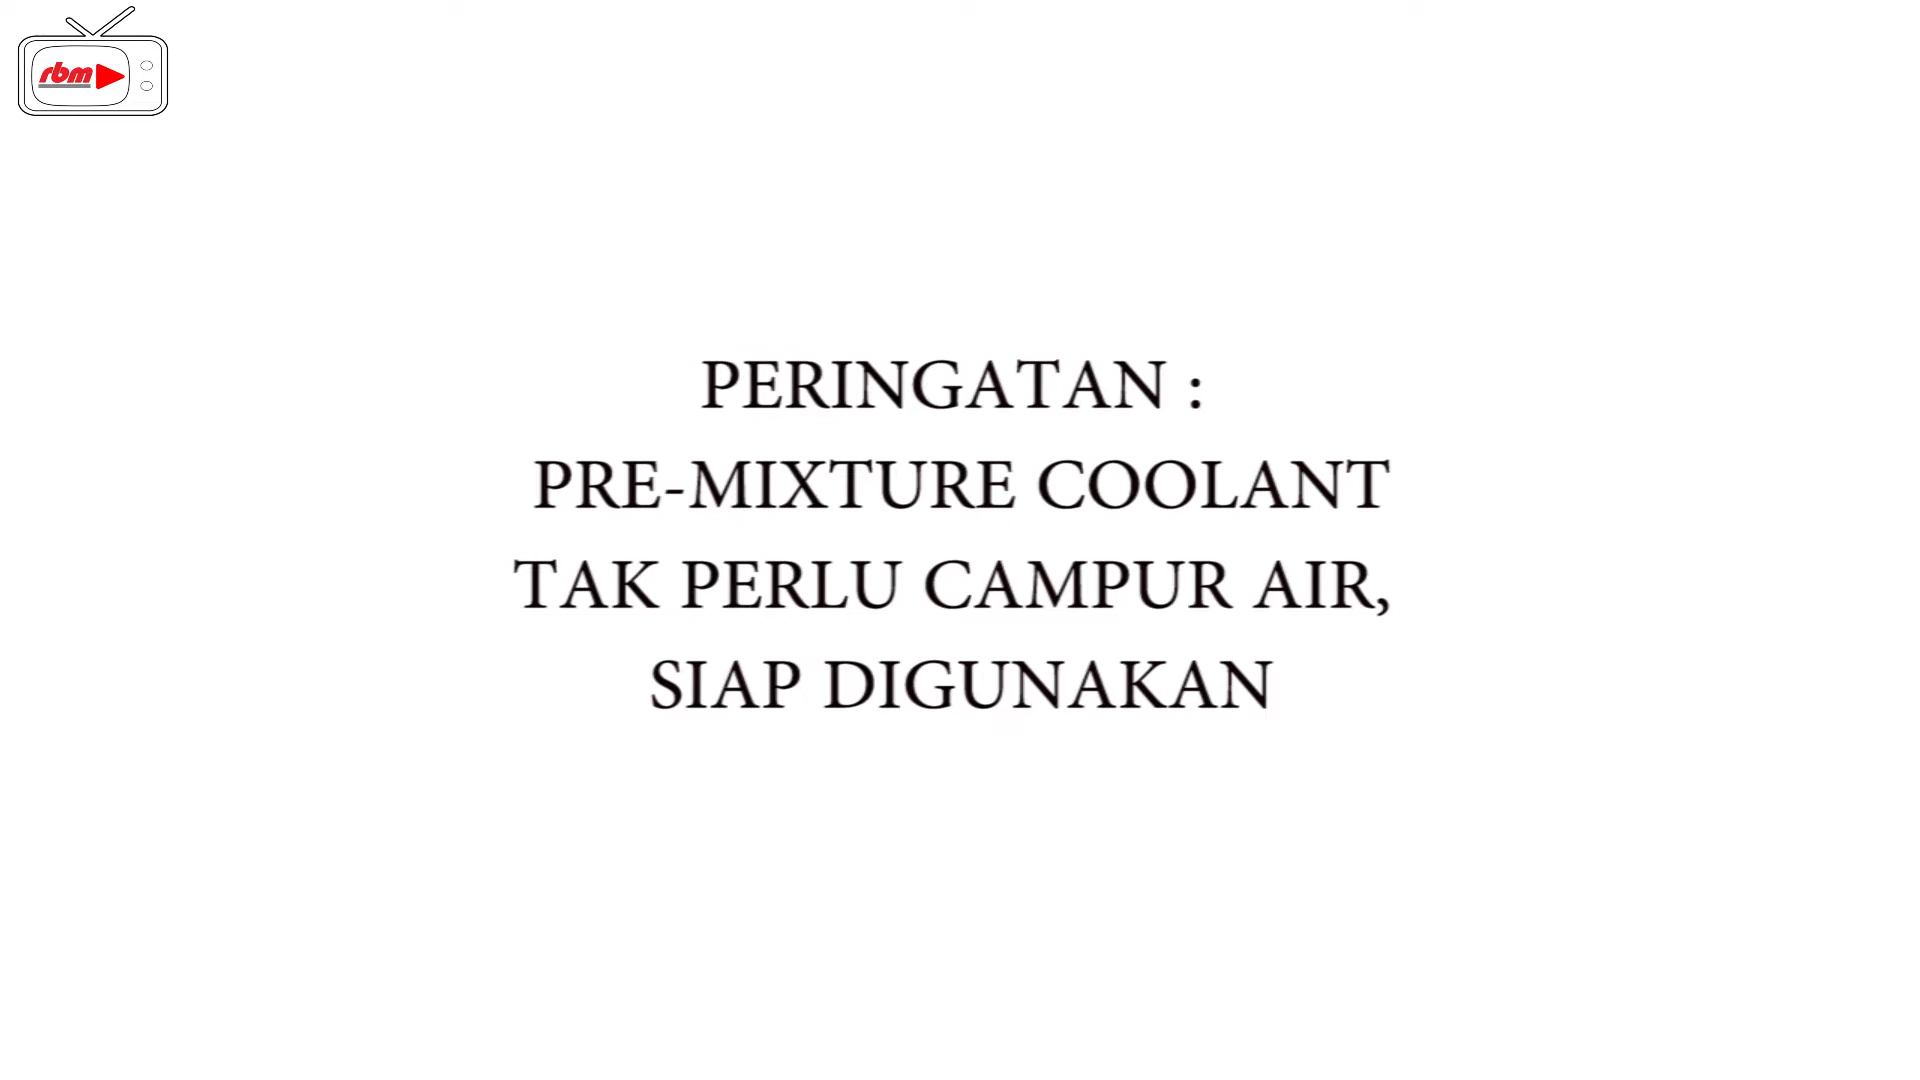 rbm
PERINGATAN :
PRE-MIXTURE COOLANT
TAK PERLU CAMPUR AIR,
SIAP DIGUNAKAN